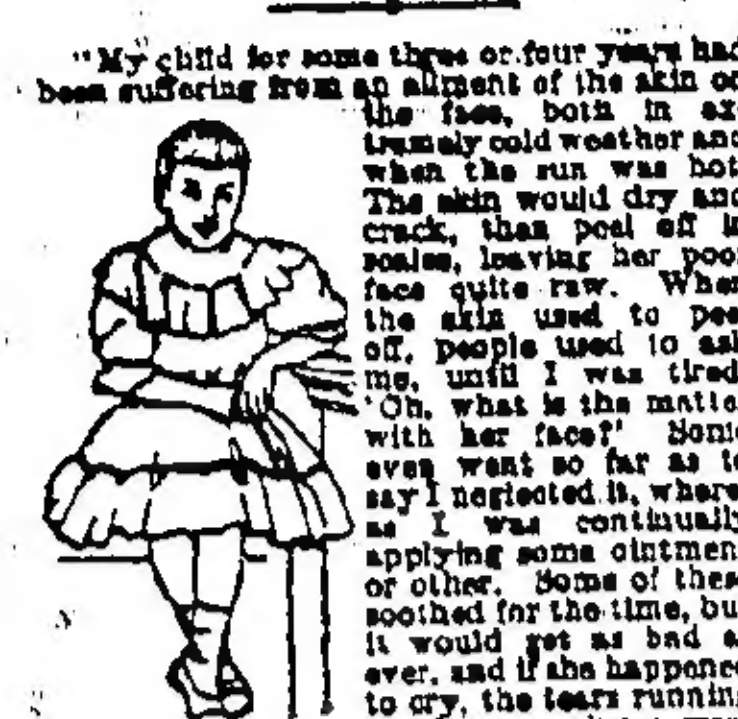 "My child for some three or four years had
been suffering from an ailment of the skin of
the face, both in ex-
tremely cold weather and
when the sun was hot.
The skin would dry and
crack, then peel off in
scales, leaving her poor
face quite raw. When
the skin used to peel
off, people used to ask
me, until I was tired,
'Oh, what is the matter
with her face?' Some
even went so far as to
say I neglected it, where-
as I was continually
applying some ointment
or other. Some of these
soothed for the time, but
it would get as bad as
ever, and if she happened
to cry, the tears running